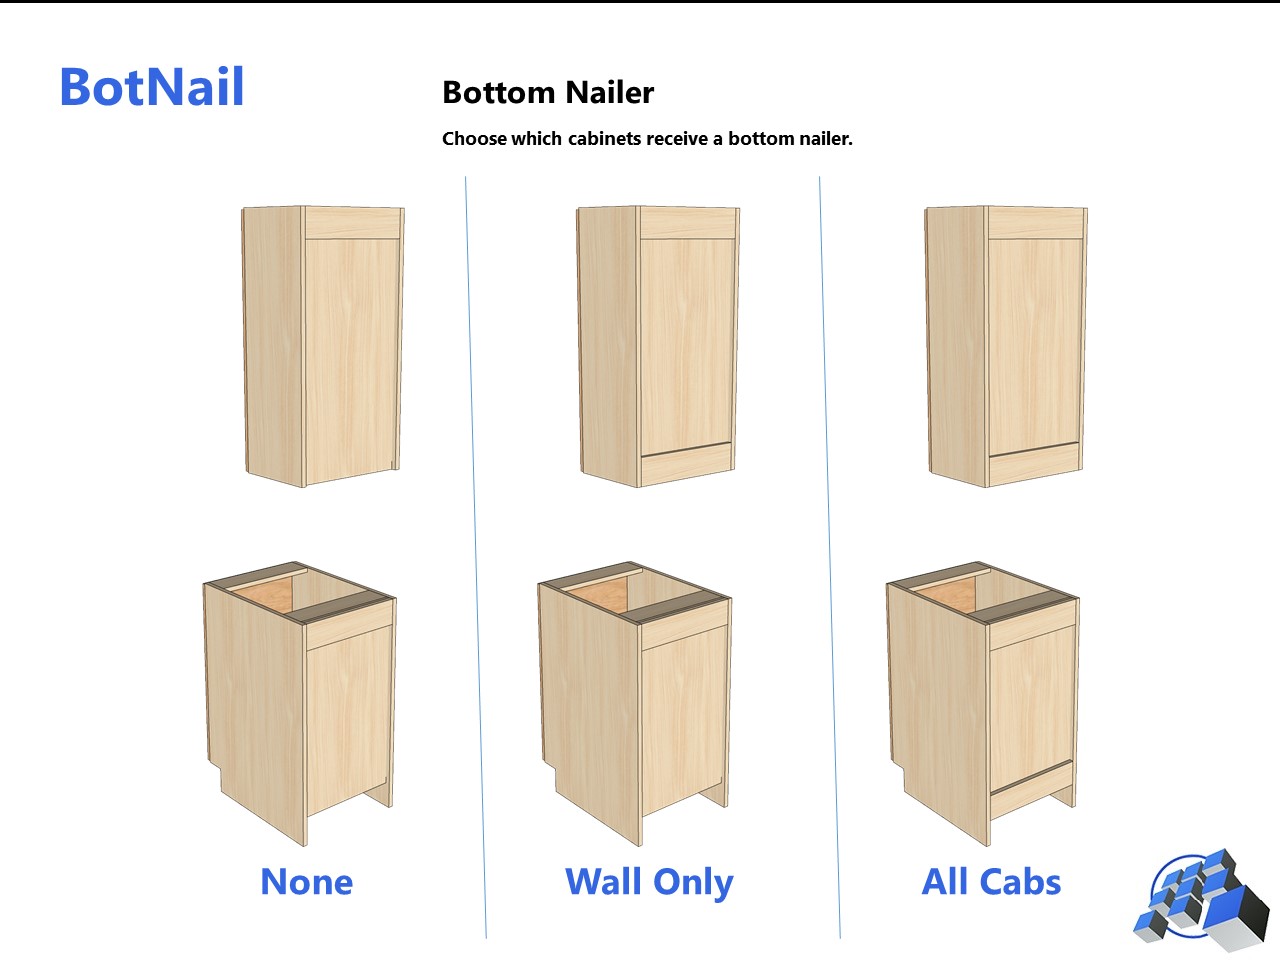 BotNail
Bottom Nailer
Choose which cabinets receive a bottom nailer.
None
Wall Only
All Cabs